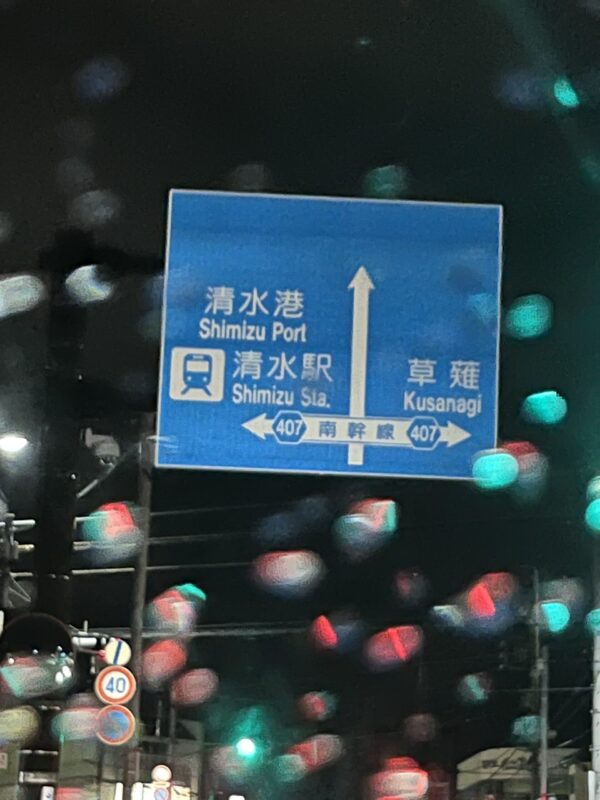 清水港
Shimizu Port
清水駅
Shimizu Sta.
草薙
Kusanagi
407 南幹線 407
40